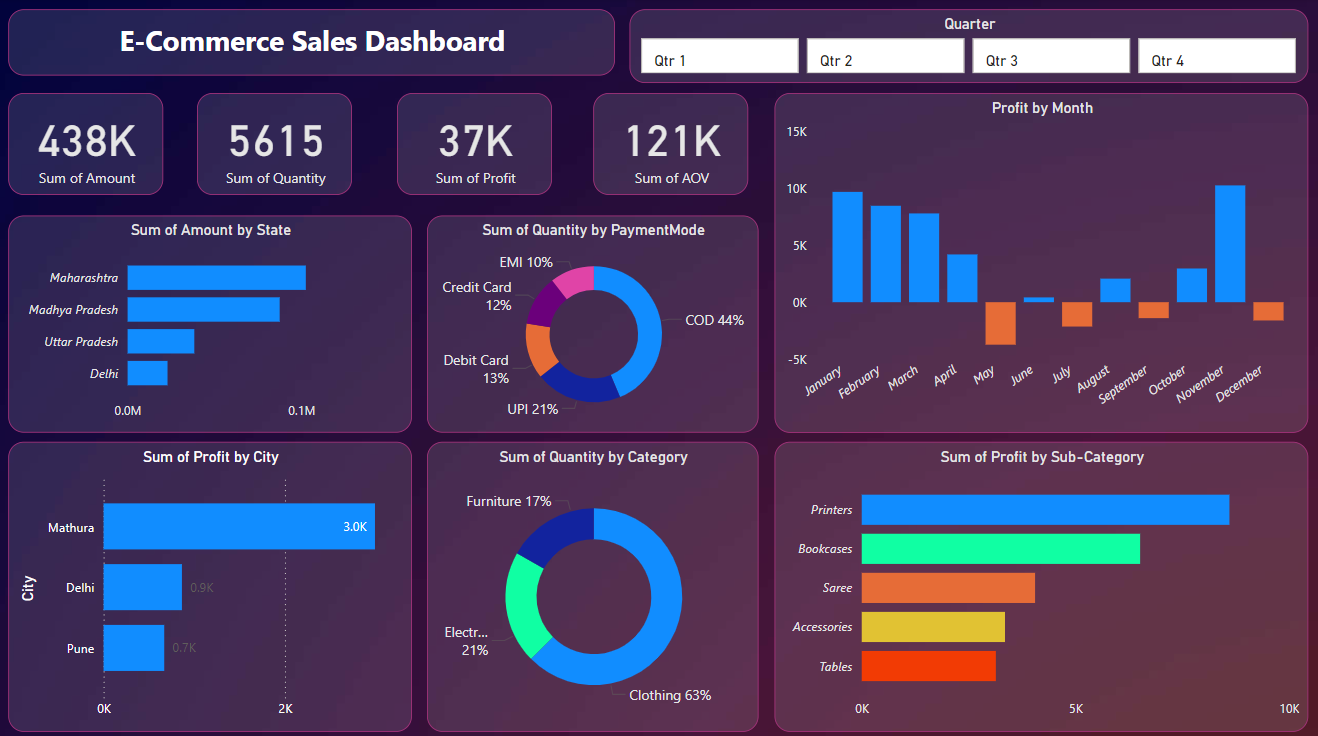 E-Commerce Sales Dashboard
Quarter
Qtr 1
Qtr 2
Qtr 3
Qtr 4
438K
Sum of Amount
5615
Sum of Quantity
37K
Sum of Profit
121K
Sum of AOV
Profit by Month
15K
10K
5K
0K
-5K
January
February
March
April
May
June
July
August
September
October
November
December
Sum of Amount by State
Maharashtra
Madhya Pradesh
Uttar Pradesh
Delhi
0.0M
0.1M
Sum of Quantity by PaymentMode
EMI 10%
Credit Card
12%
COD 44%
Debit Card
13%
UPI 21%
Sum of Profit by City
City
Mathura
3.0K
Delhi
0.9K
Pune
0.7K
0K
2K
Sum of Quantity by Category
Furniture 17%
Electr...
21%
Clothing 63%
Sum of Profit by Sub-Category
Printers
Bookcases
Saree
Accessories
Tables
0K
5K
10K